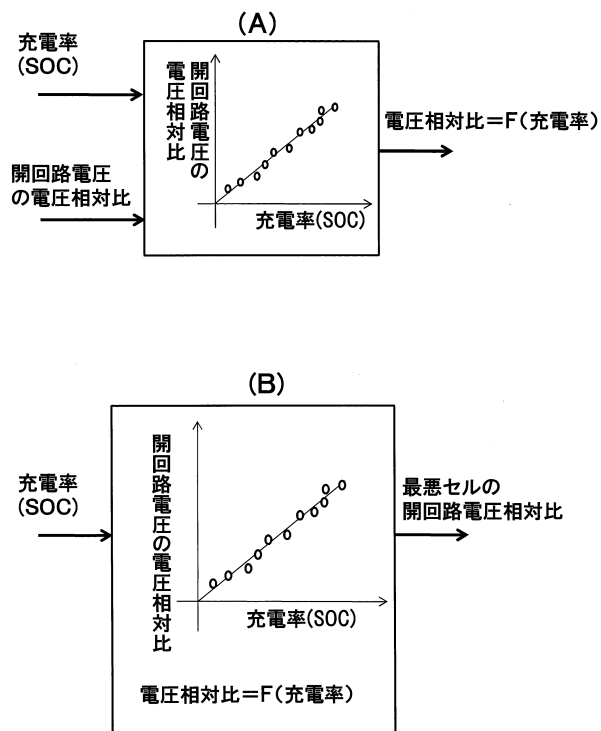 (A)
充電率
(SOC)
開回路電圧
の電圧相対比
開回路電圧の
電圧相対比
充電率(SOC)
電圧相対比＝F(充電率)
(B)
充電率
(SOC)
開回路電圧の電圧相対比
充電率(SOC)
電圧相対比＝F(充電率)
最悪セルの
開回路電圧相対比